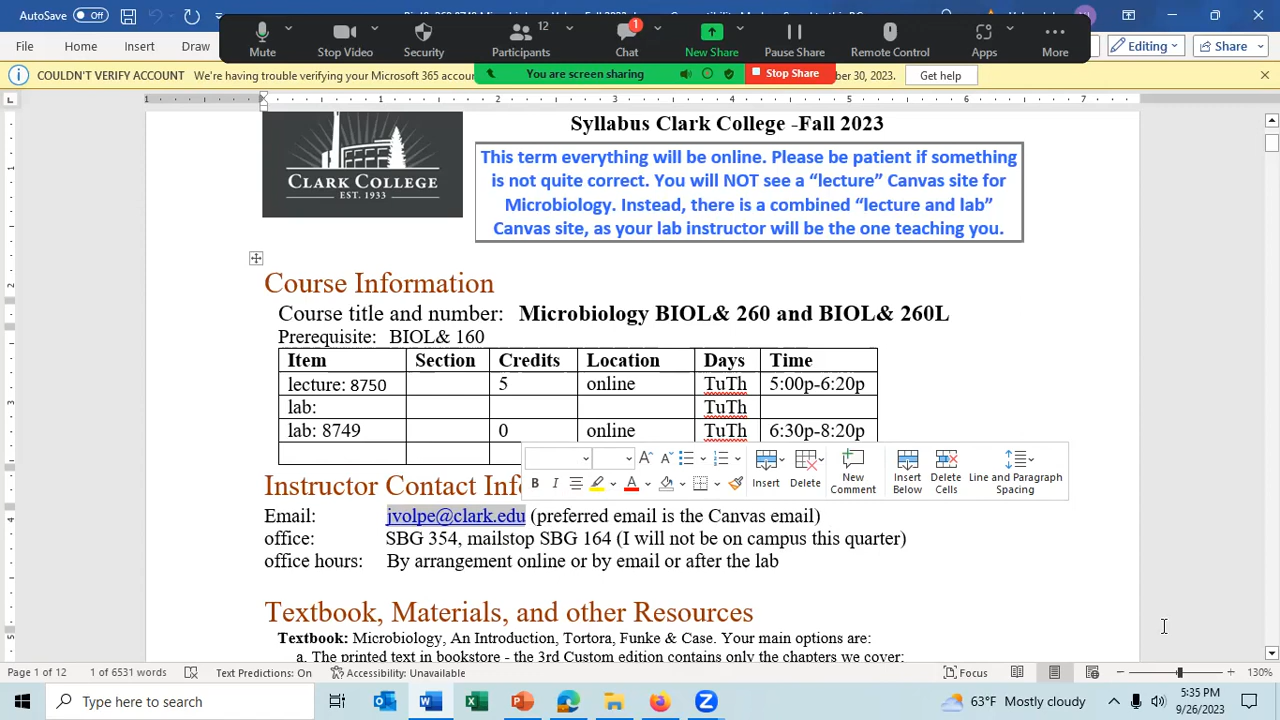 AutoSave Off
File Home Insert Draw
Mute Stop Video Security Participants 12 Chat 1 New Share Pause Share Remote Control Apps More
Editing Share
COULDN'T VERIFY ACCOUNT We're having trouble verifying your Microsoft 365 accou
You are screen sharing Stop Share
ber 30, 2023. Get help
1 1 2 3 4 5 6 7
Syllabus Clark College -Fall 2023
CLARK COLLEGE
EST. 1933
This term everything will be online. Please be patient if something
is not quite correct. You will NOT see a “lecture” Canvas site for
Microbiology. Instead, there is a combined “lecture and lab”
Canvas site, as your lab instructor will be the one teaching you.
Course Information
Course title and number: Microbiology BIOL& 260 and BIOL& 260L
Prerequisite: BIOL& 160
Item Section Credits Location Days Time
lecture: 8750 5 online TuTh 5:00p-6:20p
lab: TuTh
lab: 8749 0 online TuTh 6:30p-8:20p
Insert Delete New Comment Insert Below Delete Cells Line and Paragraph Spacing
Instructor Contact Inf
Email: jvolpe@clark.edu (preferred email is the Canvas email)
office: SBG 354, mailstop SBG 164 (I will not be on campus this quarter)
office hours: By arrangement online or by email or after the lab
Textbook, Materials, and other Resources
Textbook: Microbiology, An Introduction, Tortora, Funke & Case. Your main options are:
a. The printed text in bookstore - the 3rd Custom edition contains only the chapters we cover:
Page 1 of 12 1 of 6531 words Text Predictions: On Accessibility: Unavailable Focus 130%
Type here to search 63°F Mostly cloudy 5:35 PM
9/26/2023